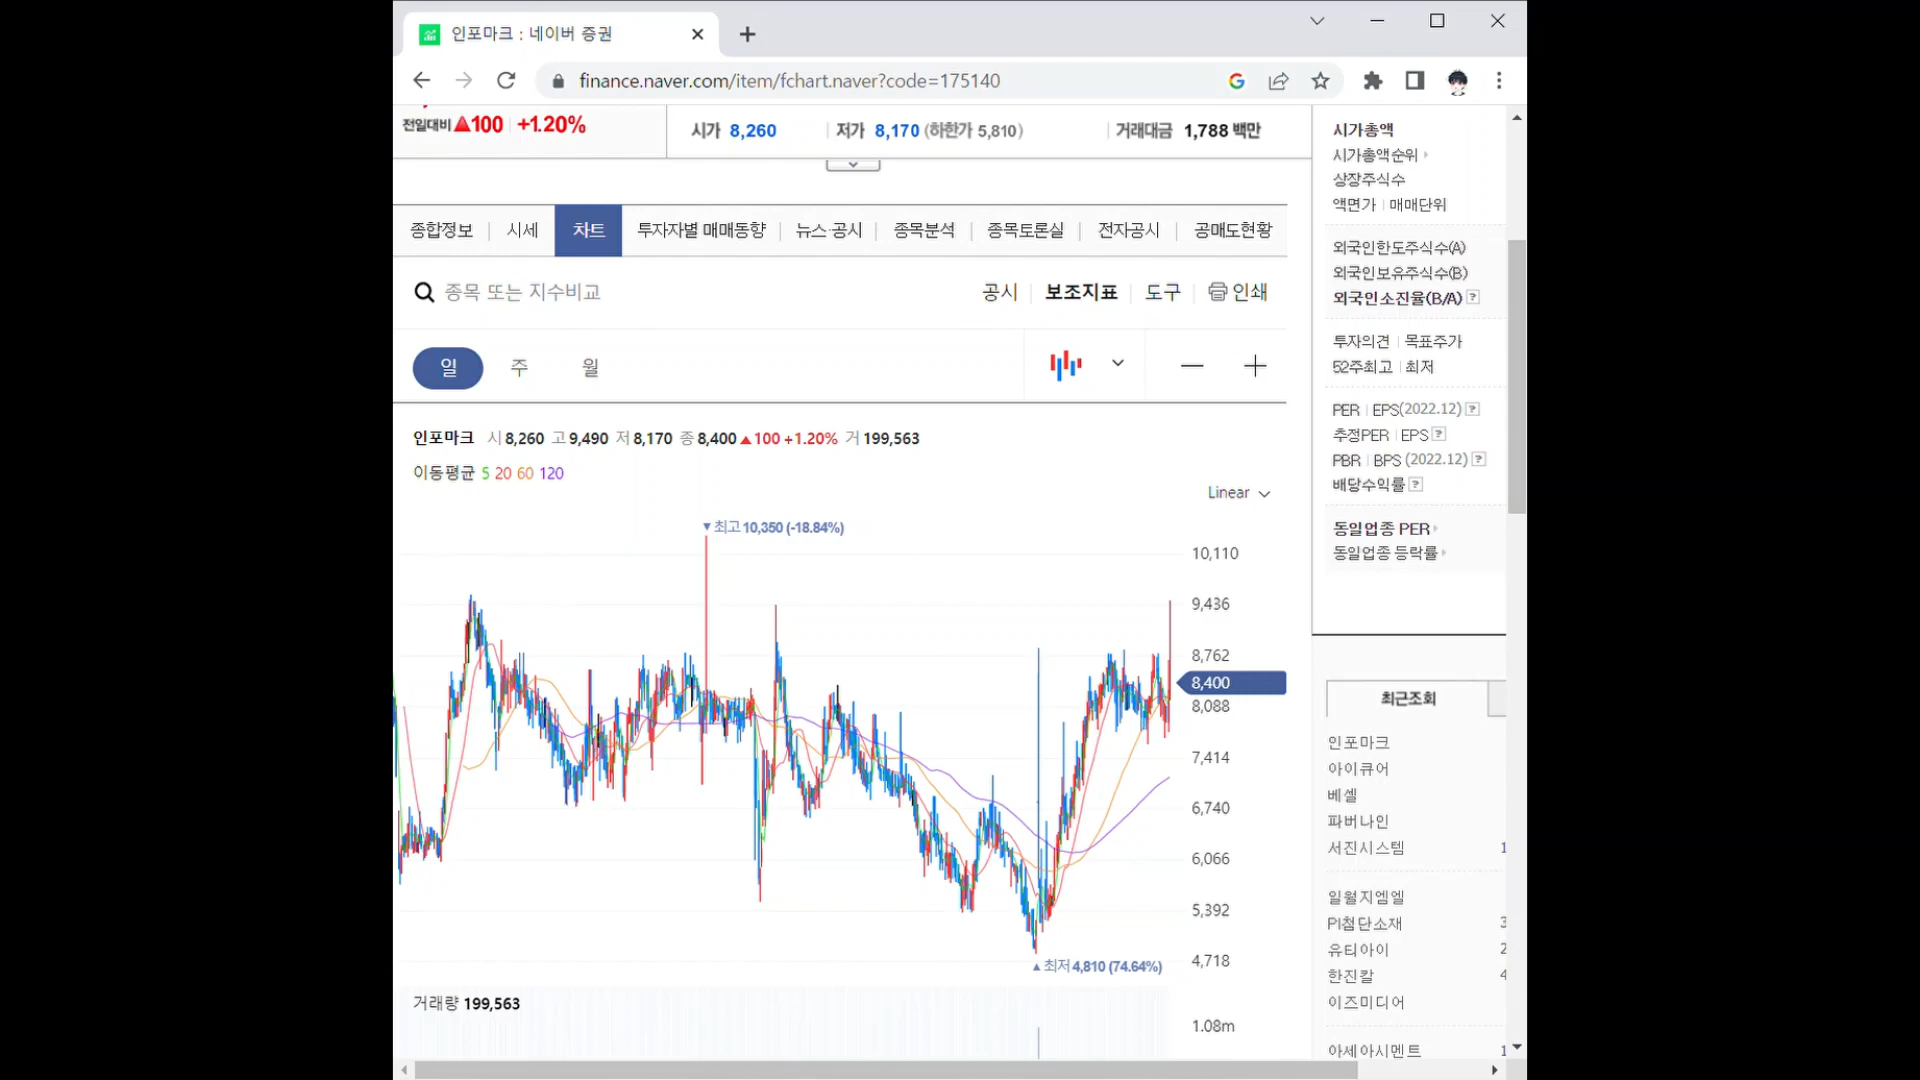 인포마크 : 네이버 증권
finance.naver.com/item/fchart.naver?code=175140
전일대비 ▲100 +1.20%
시가 8,260
저가 8,170 (하한가 5,810)
거래대금 1,788 백만
종합정보
시세
차트
투자자별 매매동향
뉴스·공시
종목분석
종목토론실
전자공시
공매도현황
종목 또는 지수비교
공시
보조지표
도구
인쇄
일
주
월
인포마크 시 8,260 고 9,490 저 8,170 종 8,400 ▲100 +1.20% 거 199,563
이동평균 5 20 60 120
Linear
▼최고 10,350 (-18.84%)
10,110
9,436
8,762
8,400
8,088
7,414
6,740
6,066
5,392
4,718
▲최저 4,810 (74.64%)
거래량 199,563
1.08m
시가총액
시가총액순위
상장주식수
액면가 | 매매단위
외국인한도주식수(A)
외국인보유주식수(B)
외국인소진율(B/A) ?
투자의견 | 목표주가
52주최고 | 최저
PER | EPS(2022.12) ?
추정PER | EPS ?
PBR | BPS (2022.12) ?
배당수익률 ?
동일업종 PER
동일업종 등락률
최근조회
인포마크
아이큐어
베셀
파버나인
서진시스템 1
일월지엠엘
PI첨단소재 3
유티아이 2
한진칼 4
이즈미디어
아세아시멘트 1